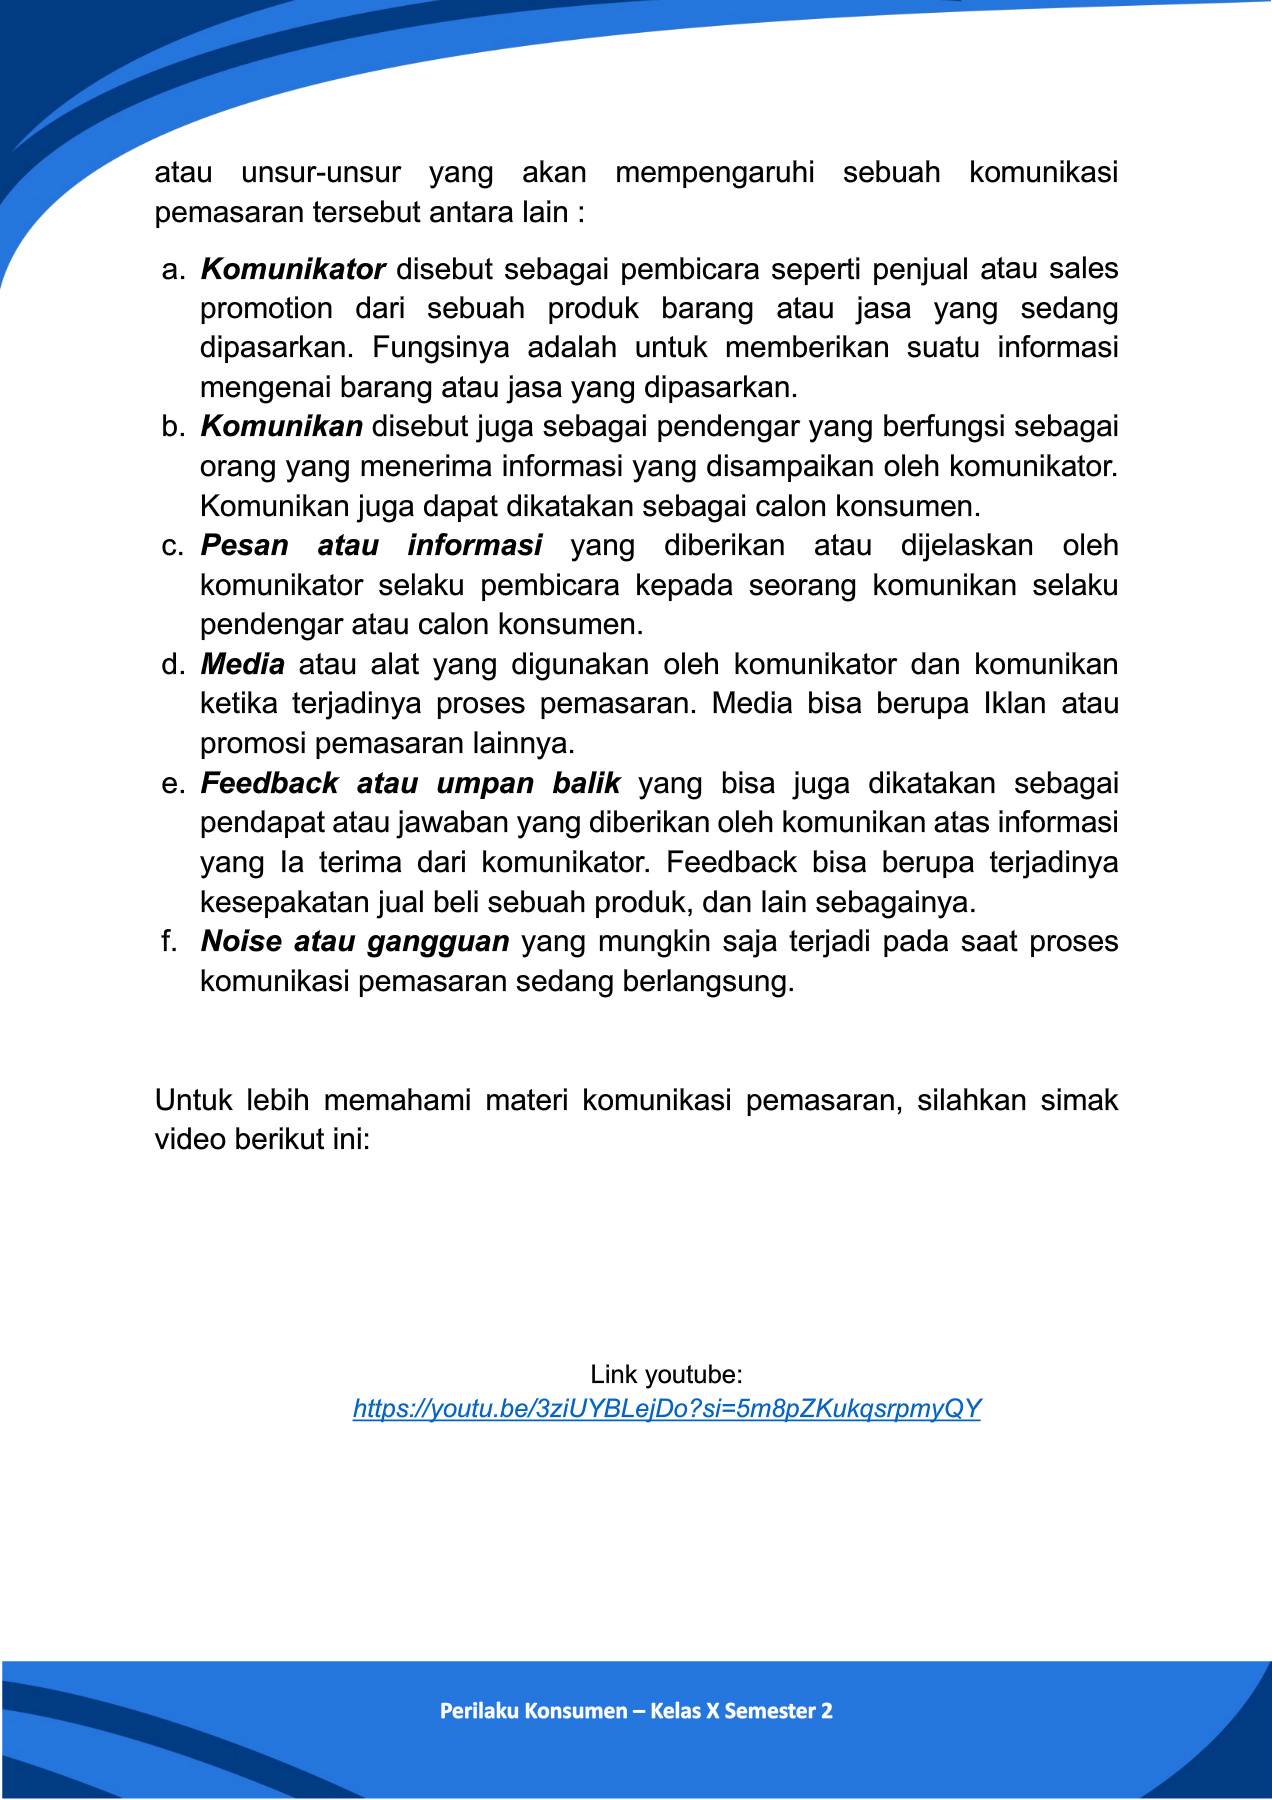 atau unsur-unsur yang akan mempengaruhi sebuah komunikasi
pemasaran tersebut antara lain :
a. Komunikator disebut sebagai pembicara seperti penjual atau sales
promotion dari sebuah produk barang atau jasa yang sedang
dipasarkan. Fungsinya adalah untuk memberikan suatu informasi
mengenai barang atau jasa yang dipasarkan.
b. Komunikan disebut juga sebagai pendengar yang berfungsi sebagai
orang yang menerima informasi yang disampaikan oleh komunikator.
Komunikan juga dapat dikatakan sebagai calon konsumen.
c. Pesan atau informasi yang diberikan atau dijelaskan oleh
komunikator selaku pembicara kepada seorang komunikan selaku
pendengar atau calon konsumen.
d. Media atau alat yang digunakan oleh komunikator dan komunikan
ketika terjadinya proses pemasaran. Media bisa berupa Iklan atau
promosi pemasaran lainnya.
e. Feedback atau umpan balik yang bisa juga dikatakan sebagai
pendapat atau jawaban yang diberikan oleh komunikan atas informasi
yang Ia terima dari komunikator. Feedback bisa berupa terjadinya
kesepakatan jual beli sebuah produk, dan lain sebagainya.
f. Noise atau gangguan yang mungkin saja terjadi pada saat proses
komunikasi pemasaran sedang berlangsung.
Untuk lebih memahami materi komunikasi pemasaran, silahkan simak
video berikut ini:
Link youtube:
https://youtu.be/3ziUYBLejDo?si=5m8pZKukqsrpmyQY
Perilaku Konsumen – Kelas X Semester 2